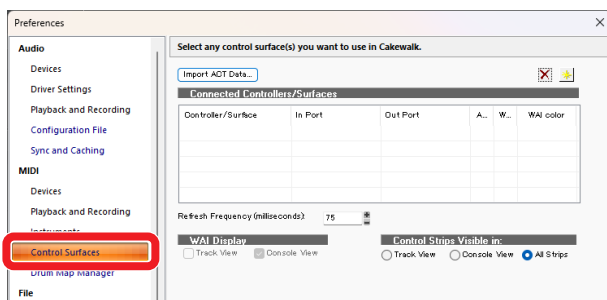 Preferences
Audio
Devices
Driver Settings
Playback and Recording
Configuration File
Sync and Caching
MIDI
Devices
Playback and Recording
Instruments
Control Surfaces
Drum Map Manager
File
Select any control surface(s) you want to use in Cakewalk.
Import ACT Data...
Connected Controllers/Surfaces
Controller/Surface In Port Out Port A... W... WAI color
Refresh Frequency (milliseconds): 75
WAI Display
Track View Console View
Control Strips Visible in:
Track View Console View All Strips